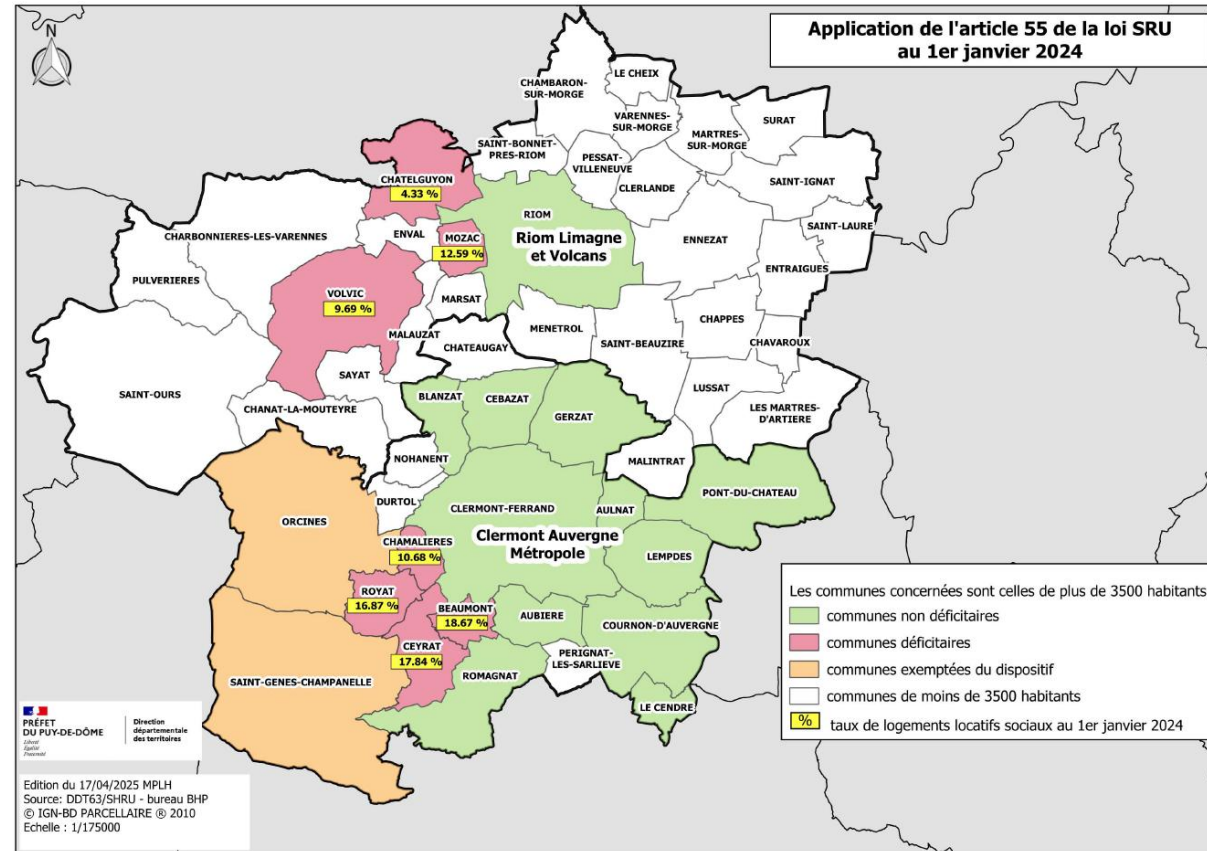 Application de l'article 55 de la loi SRU
au 1er janvier 2024
N
CHAMBARON-
SUR-MORGE
LE CHEIX
VARENNES-
SUR-MORGE
MARTRES-
SUR-MORGE
SURAT
SAINT-BONNET-
PRES-RIOM
PESSAT-
VILLENEUVE
CLERLANDE
SAINT-IGNAT
CHATELGUYON
4.33 %
RIOM
SAINT-LAURE
CHARBONNIERES-LES-VARENNES
ENVAL
MOZAC
12.59 %
Riom Limagne
et Volcans
ENNEZAT
ENTRAIGUES
PULVERIERES
VOLVIC
9.69 %
MARSAT
MALAUZAT
CHATEAUGAY
MENETROL
SAINT-BEAUZIRE
CHAPPES
CHAVAROUX
SAYAT
SAINT-OURS
CHANAT-LA-MOUTEYRE
BLANZAT
CEBAZAT
GERZAT
LUSSAT
LES MARTRES-
D'ARTIERE
NOHANENT
MALINTRAT
DURTOL
CLERMONT-FERRAND
AULNAT
PONT-DU-CHATEAU
ORCINES
Clermont Auvergne
Métropole
CHAMALIERES
10.68 %
LEMPDES
ROYAT
16.87 %
BEAUMONT
18.67 %
AUBIERE
COURNON-D'AUVERGNE
CEYRAT
17.84 %
PERIGNAT-
LES-SARLIEVE
SAINT-GENES-CHAMPANELLE
ROMAGNAT
LE CENDRE
Les communes concernées sont celles de plus de 3500 habitants
communes non déficitaires
communes déficitaires
communes exemptées du dispositif
communes de moins de 3500 habitants
% taux de logements locatifs sociaux au 1er janvier 2024
PRÉFET
DU PUY-DE-DÔME
Liberté
Égalité
Fraternité
Direction
départementale
des territoires
Edition du 17/04/2025 MPLH
Source: DDT63/SHRU - bureau BHP
© IGN-BD PARCELLAIRE ® 2010
Echelle : 1/175000